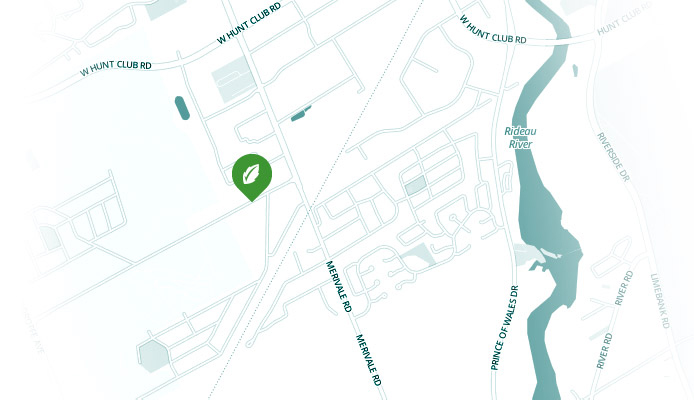 W HUNT CLUB RD
W HUNT CLUB RD
HUNT CLUB RD
W HUNT CLUB RD
Rideau
River
RIVERSIDE DR
MERIVALE RD
PRINCE OF WALES DR
RIVER RD
LIMEBANK RD
MERIVALE RD
RIVER RD